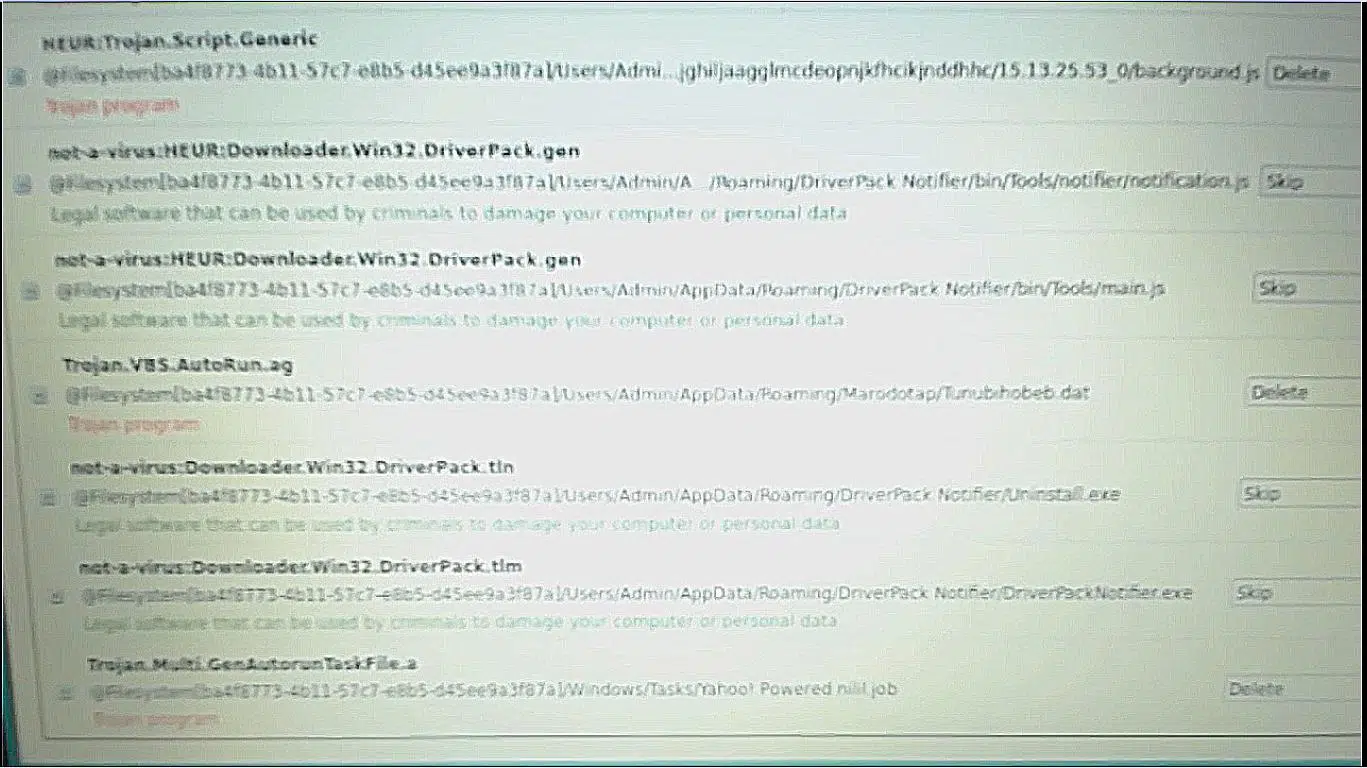 HEUR:Trojan.Script.Generic
@Filesystem[ba4f8773-4b11-57c7-e8b5-d45ee9a3f87a]/Users/Admi...jghiljaagglmcdeopnjkfhcikjnddhhc/15.13.25.53_0/background.js Delete
Trojan program
not-a-virus:HEUR:Downloader.Win32.DriverPack.gen
@Filesystem[ba4f8773-4b11-57c7-e8b5-d45ee9a3f87a]/Users/Admin/A.../Roaming/DriverPack Notifier/bin/Tools/notifier/notification.js Skip
Legal software that can be used by criminals to damage your computer or personal data
not-a-virus:HEUR:Downloader.Win32.DriverPack.gen
@Filesystem[ba4f8773-4b11-57c7-e8b5-d45ee9a3f87a]/Users/Admin/AppData/Roaming/DriverPack Notifier/bin/Tools/main.js Skip
Legal software that can be used by criminals to damage your computer or personal data
Trojan.VBS.AutoRun.ag
@Filesystem[ba4f8773-4b11-57c7-e8b5-d45ee9a3f87a]/Users/Admin/AppData/Roaming/Marodotap/Tunubihobeb.dat Delete
Trojan program
not-a-virus:Downloader.Win32.DriverPack.tln
@Filesystem[ba4f8773-4b11-57c7-e8b5-d45ee9a3f87a]/Users/Admin/AppData/Roaming/DriverPack Notifier/Uninstall.exe Skip
Legal software that can be used by criminals to damage your computer or personal data
not-a-virus:Downloader.Win32.DriverPack.tlm
@Filesystem[ba4f8773-4b11-57c7-e8b5-d45ee9a3f87a]/Users/Admin/AppData/Roaming/DriverPack Notifier/DriverPackNotifier.exe Skip
Legal software that can be used by criminals to damage your computer or personal data
Trojan.Multi.GenAutorunTaskFile.a
@Filesystem[ba4f8773-4b11-57c7-e8b5-d45ee9a3f87a]/Windows/Tasks/Yahoo! Powered nilil.job Delete
Trojan program